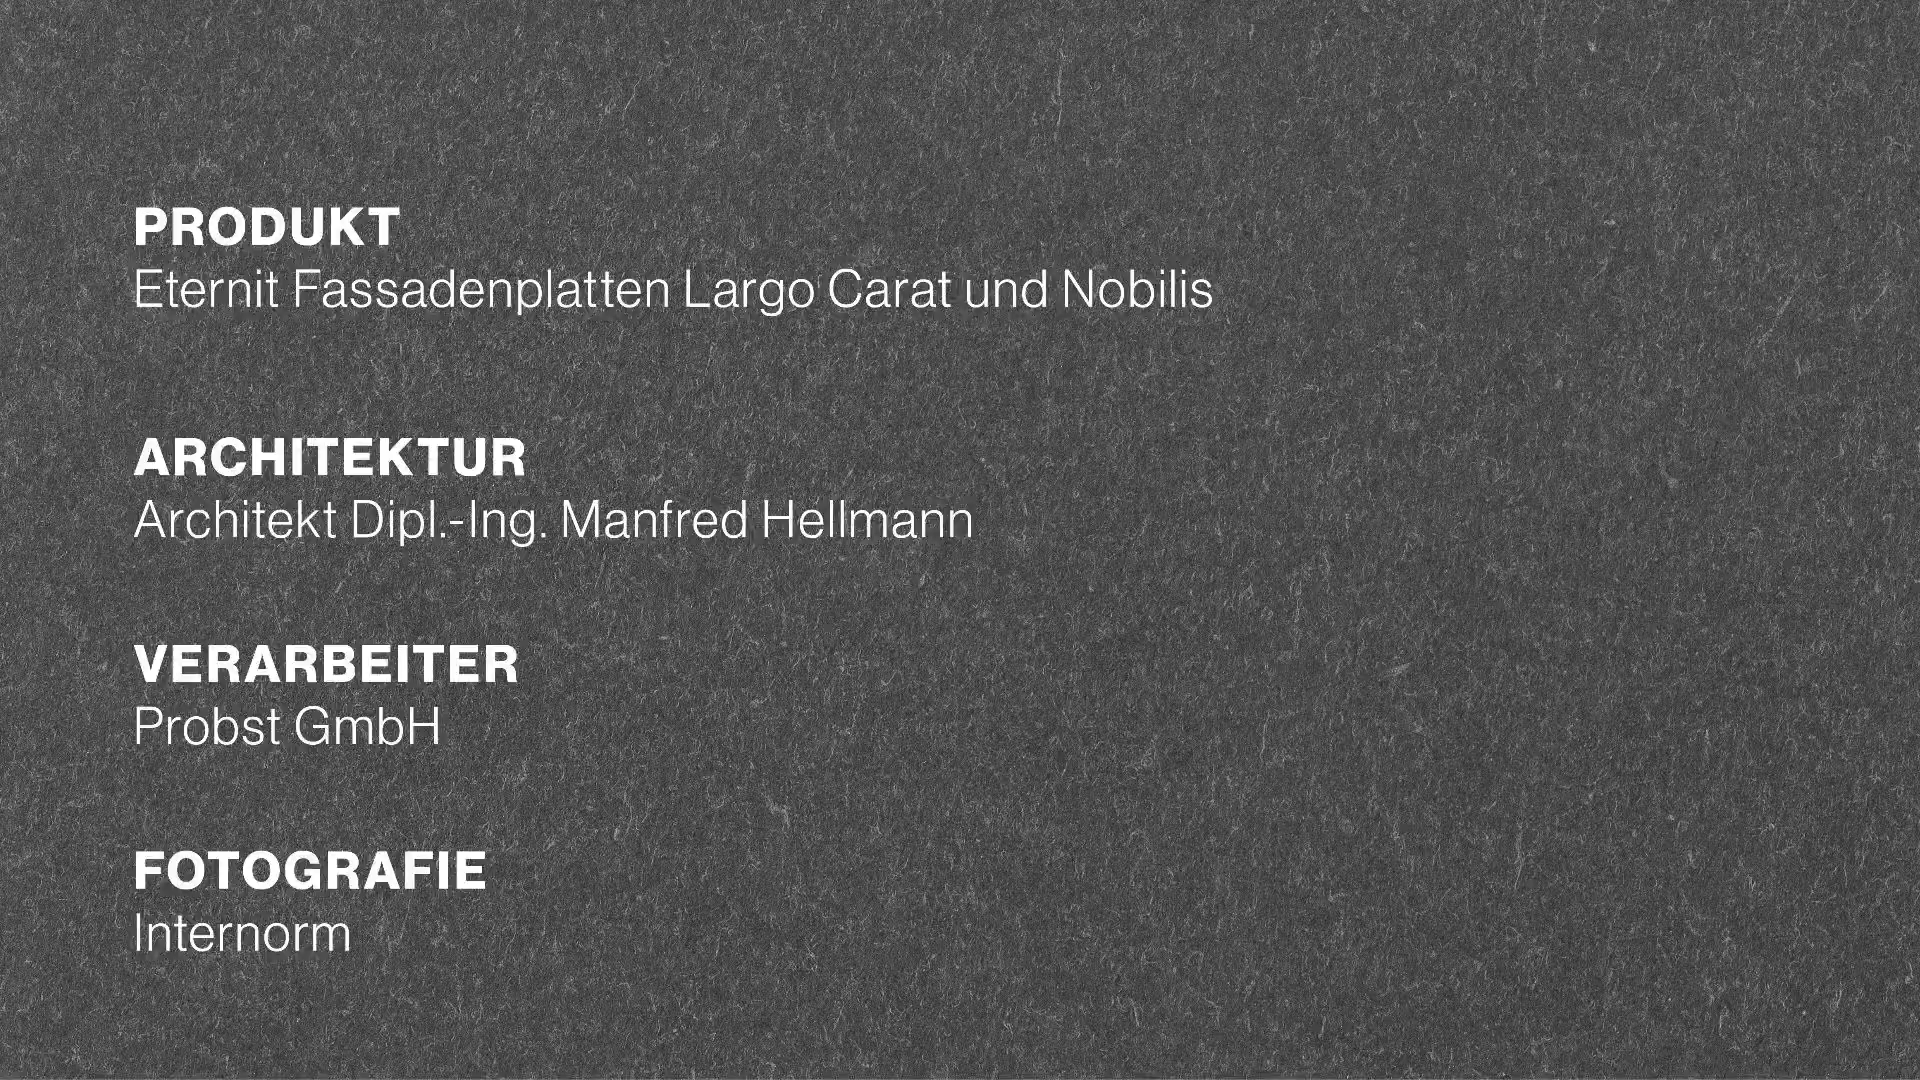 PRODUKT
Eternit Fassadenplatten Largo Carat und Nobilis
ARCHITEKTUR
Architekt Dipl.-Ing. Manfred Hellmann
VERARBEITER
Probst GmbH
FOTOGRAFIE
Internorm